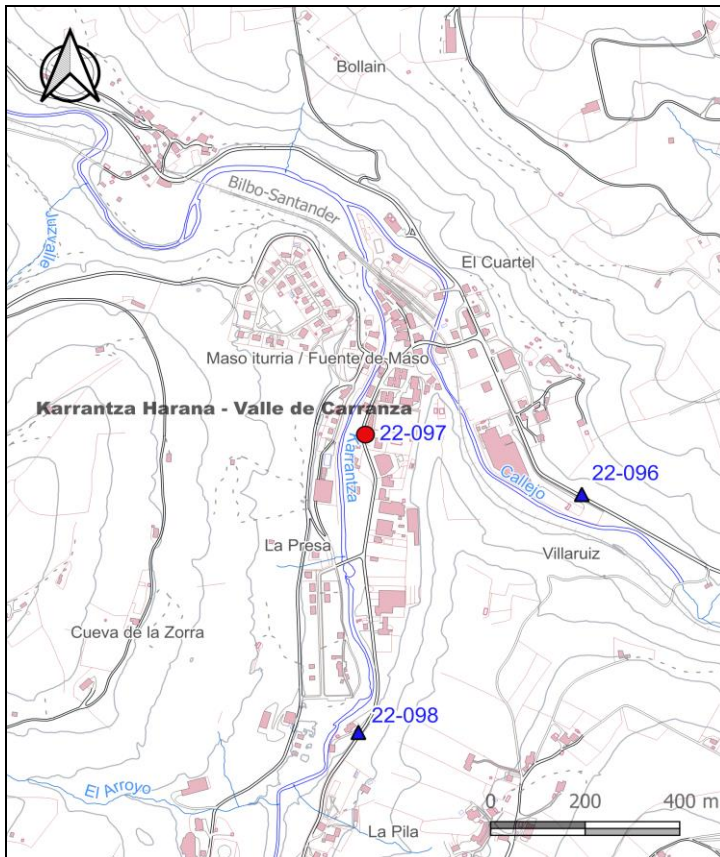 Bollain
Bilbo-Santander
Juzvalle
El Cuartel
Maso iturria / Fuente de Maso
Karrantza Harana - Valle de Carranza
22-097
Karrantza
22-096
Callejo
La Presa
Villaruiz
Cueva de la Zorra
22-098
El Arroyo
La Pila
0 200 400 m